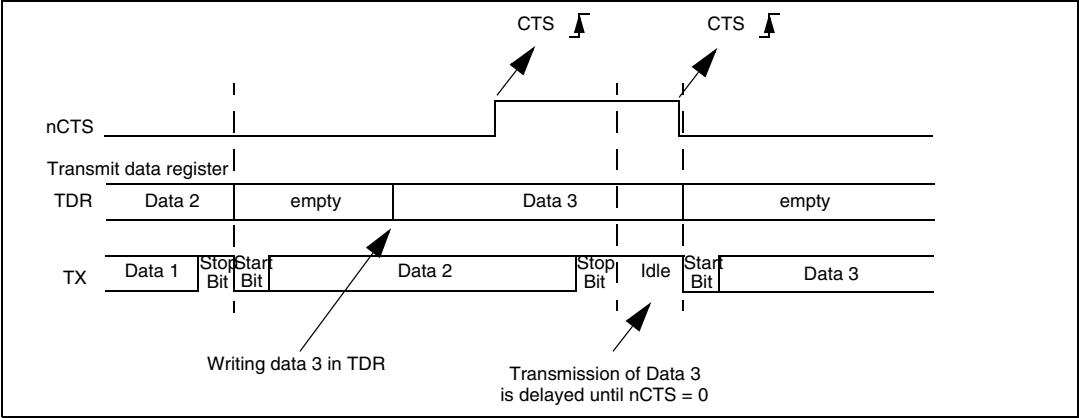 CTS CTS
nCTS
Transmit data register
TDR Data 2 empty Data 3 empty
TX Data 1 Stop Bit Start Bit Data 2 Stop Bit Idle Start Bit Data 3
Writing data 3 in TDR
Transmission of Data 3
is delayed until nCTS = 0